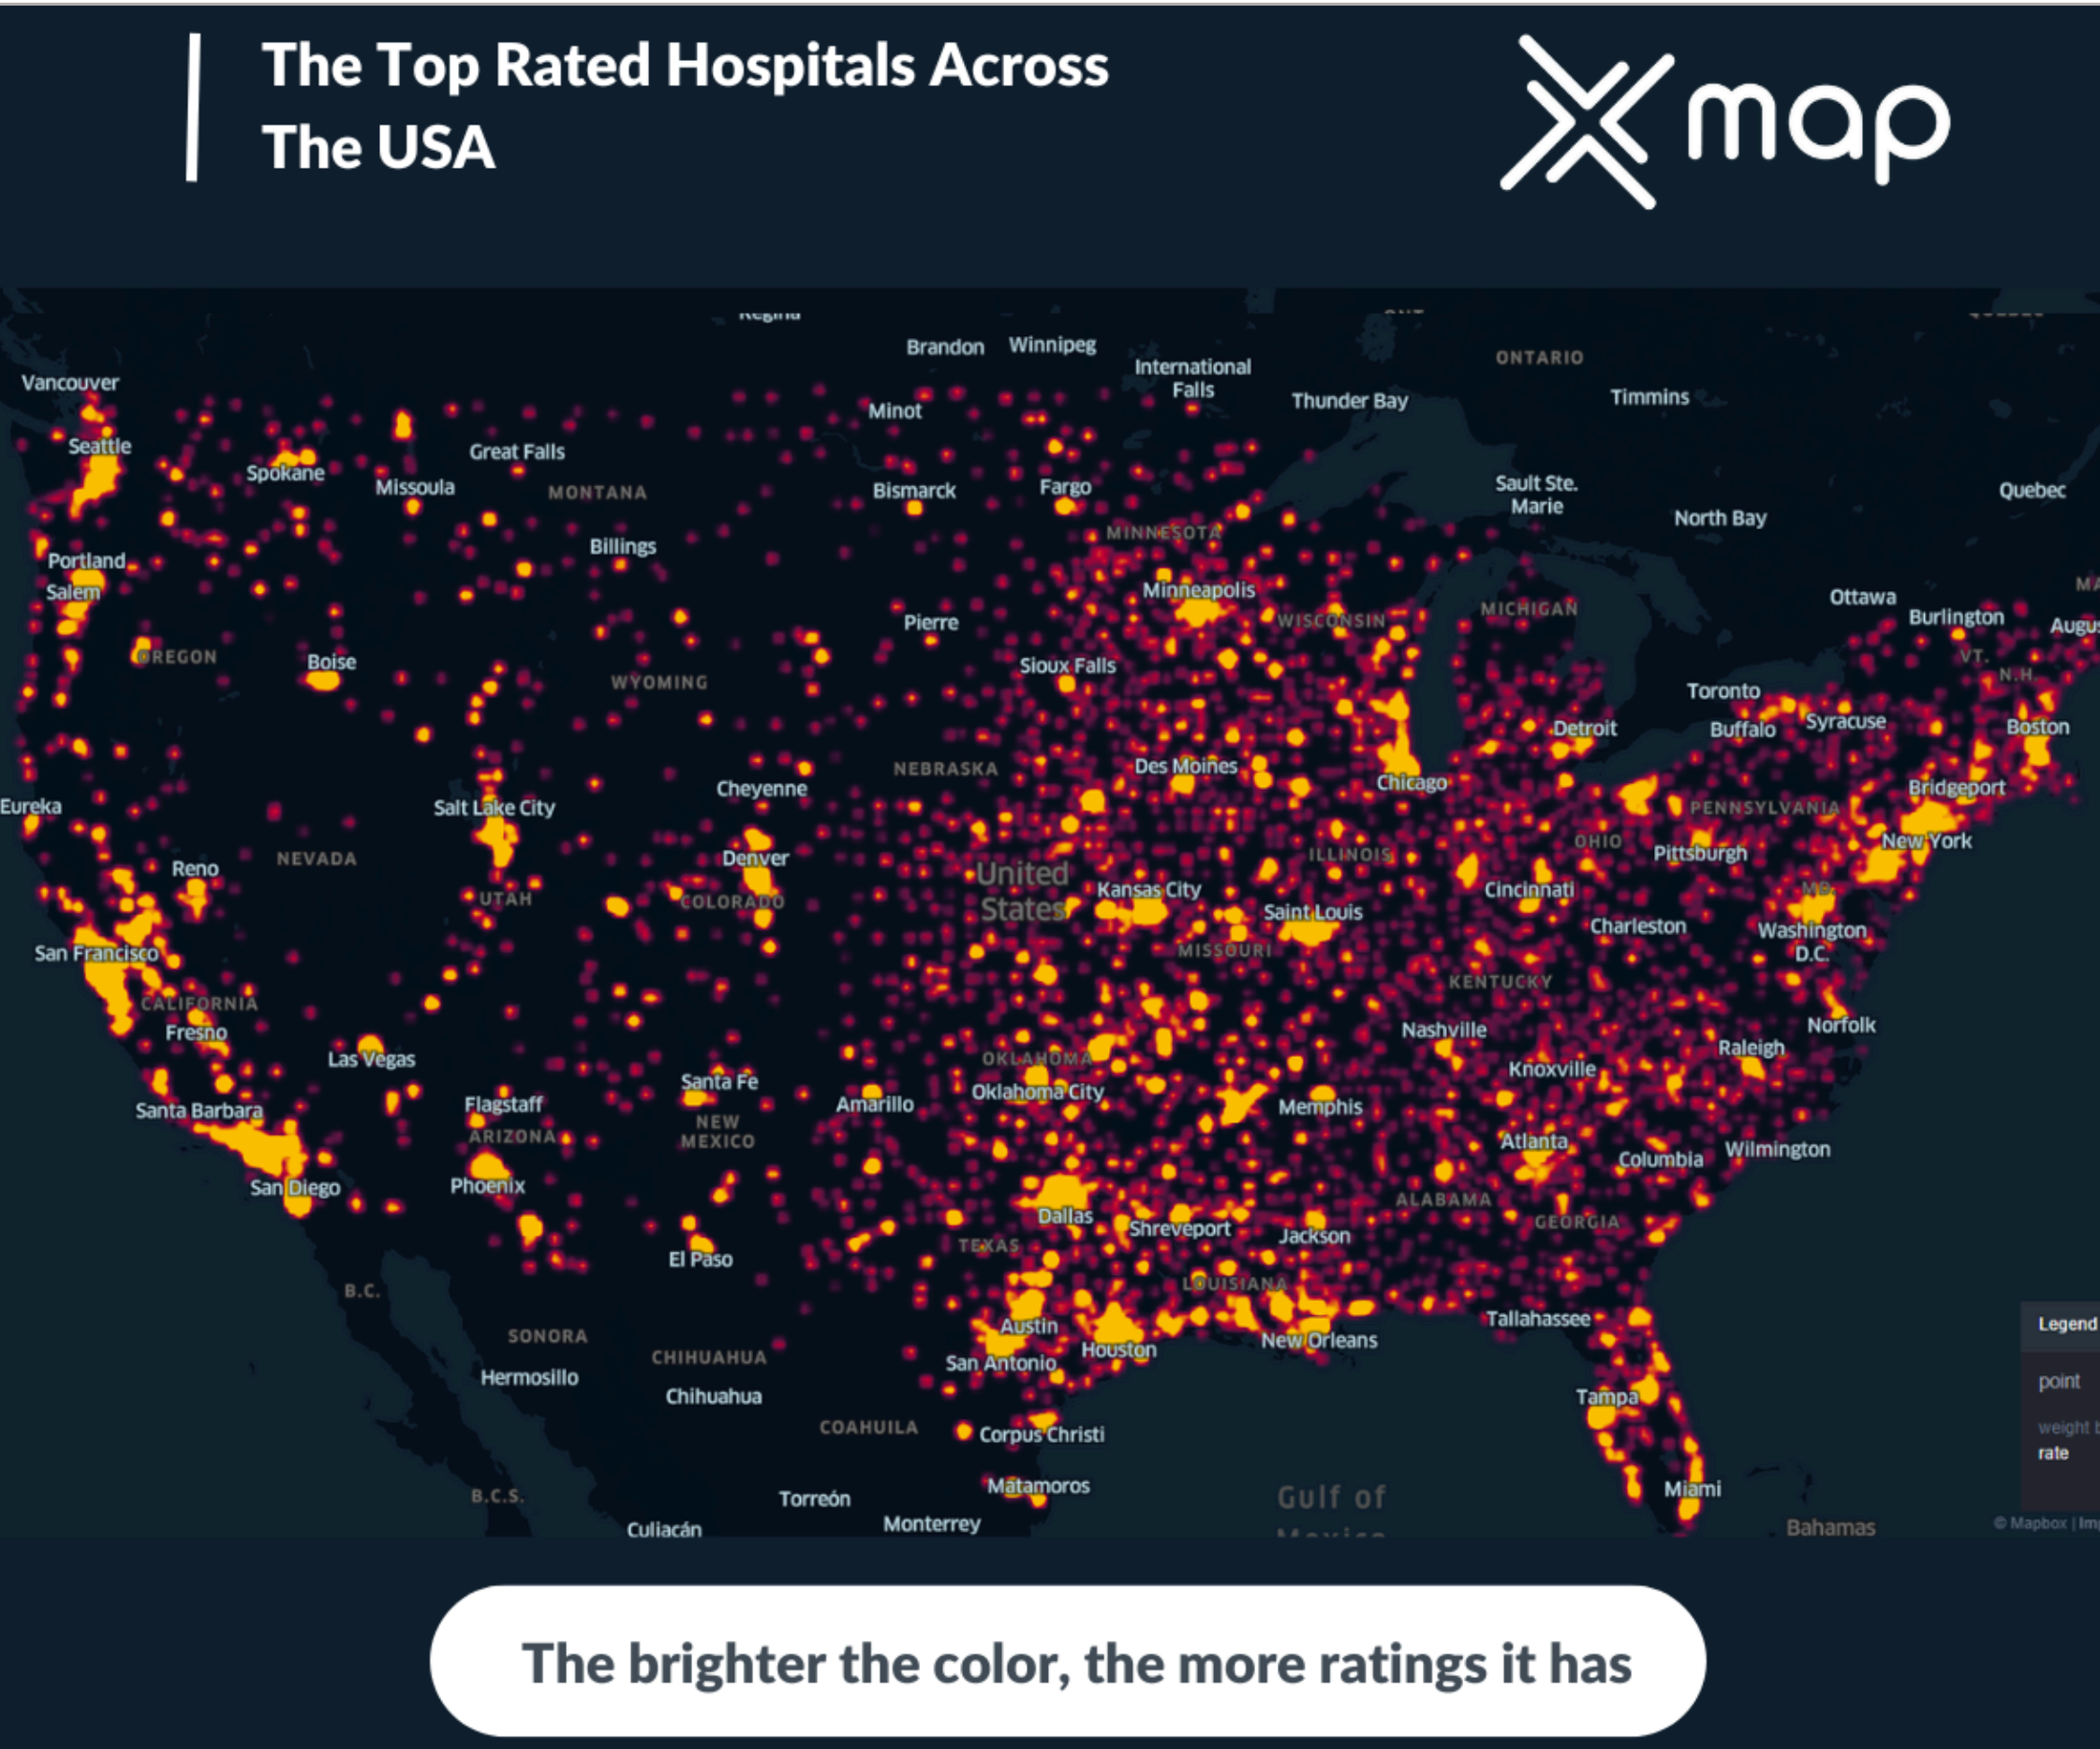 The Top Rated Hospitals Across
The USA
map
Regina
Brandon
Winnipeg
International
Falls
ONTARIO
Vancouver
Minot
Thunder Bay
Timmins
Seattle
Great Falls
Spokane
Missoula
MONTANA
Bismarck
Fargo
Sault Ste.
Marie
Quebec
North Bay
MINNESOTA
Billings
Portland
Salem
Minneapolis
MICHIGAN
Ottawa
Burlington
WISCONSIN
Pierre
OREGON
Boise
VT.
N.H.
Sioux Falls
WYOMING
Toronto
Detroit
Buffalo
Syracuse
Boston
NEBRASKA
Des Moines
Chicago
Cheyenne
Bridgeport
Eureka
Salt Lake City
PENNSYLVANIA
NEVADA
Denver
ILLINOIS
OHIO
Pittsburgh
New York
Reno
United
States
Kansas City
Cincinnati
MD.
UTAH
COLORADO
Saint Louis
Charleston
Washington
D.C.
San Francisco
MISSOURI
KENTUCKY
CALIFORNIA
Fresno
Nashville
Norfolk
Las Vegas
OKLAHOMA
Raleigh
Knoxville
Santa Fe
Oklahoma City
Santa Barbara
Flagstaff
Amarillo
Memphis
ARIZONA
NEW
MEXICO
Atlanta
Columbia
Wilmington
San Diego
Phoenix
ALABAMA
Dallas
Shreveport
Jackson
GEORGIA
El Paso
TEXAS
LOUISIANA
B.C.
Austin
Tallahassee
Legend
SONORA
Houston
New Orleans
CHIHUAHUA
San Antonio
Hermosillo
Chihuahua
point
Tampa
COAHUILA
Corpus Christi
weight
rate
Matamoros
Miami
B.C.S.
Torreón
Gulf of
Mexico
Culiacán
Monterrey
Bahamas
© Mapbox |
The brighter the color, the more ratings it has